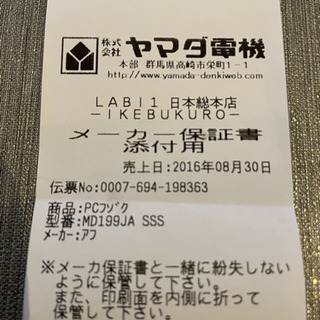 株式
会社 ヤマダ電機
本部 群馬県高崎市栄町1-1
http://www.yamada-denkiweb.com
LABI1 日本総本店
-IKEBUKURO-
メーカー保証書
添付用
売上日:2016年08月30日
伝票No:0007-694-198363
商品:PCフゾク
型番:MD199JA SSS
メーカー:アフ
※メーカ保証書と一緒に紛失しない
ように保管して下さい。
また、印刷面を内側に折って
保管して下さい。